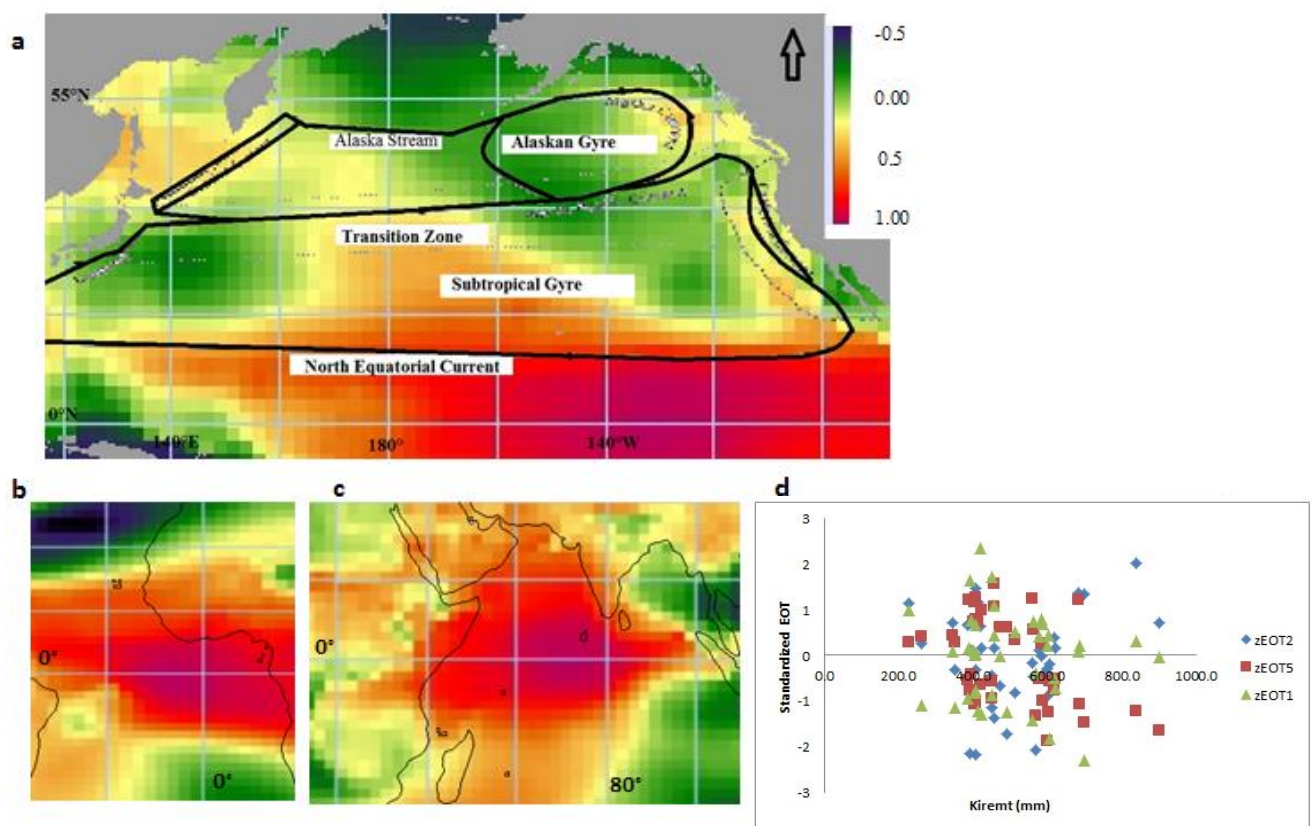 a
-0.5
0.00
0.5
1.00
55°N
Alaska Stream
Alaskan Gyre
Transition Zone
Subtropical Gyre
North Equatorial Current
0°N
140°E
180°
140°W
b
0°
0°
c
0°
80°
d
3
2
1
0
-1
-2
-3
0.0
200.0
400.0
600.0
800.0
1000.0
Standardized EOT
Kiremt (mm)
zEOT2
zEOT5
zEOT1